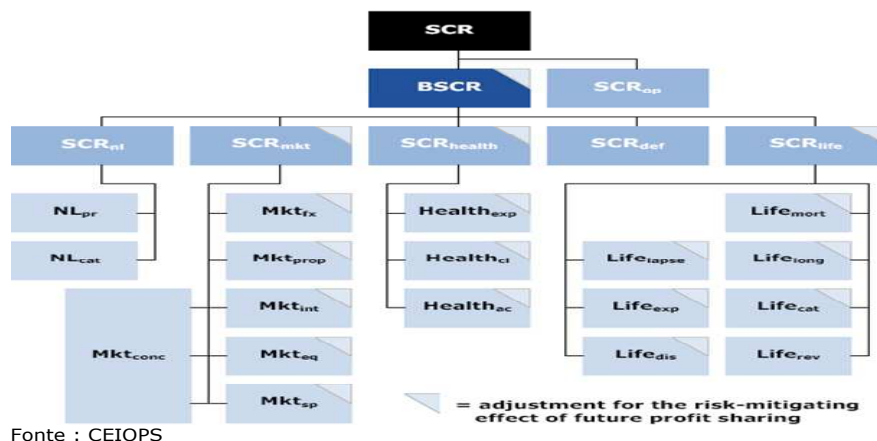 SCR
BSCR
SCRop
SCRnl
SCRmkt
SCRhealth
SCRdef
SCRlife
NLpr
NLcat
Mktconc
Mktfx
Mktprop
Mktint
Mkteq
Mktsp
Healthexp
Healthcl
Healthac
Lifelapse
Lifeexp
Lifedis
Lifemort
Lifelong
Lifecat
Liferev
= adjustment for the risk-mitigating
effect of future profit sharing
Fonte : CEIOPS